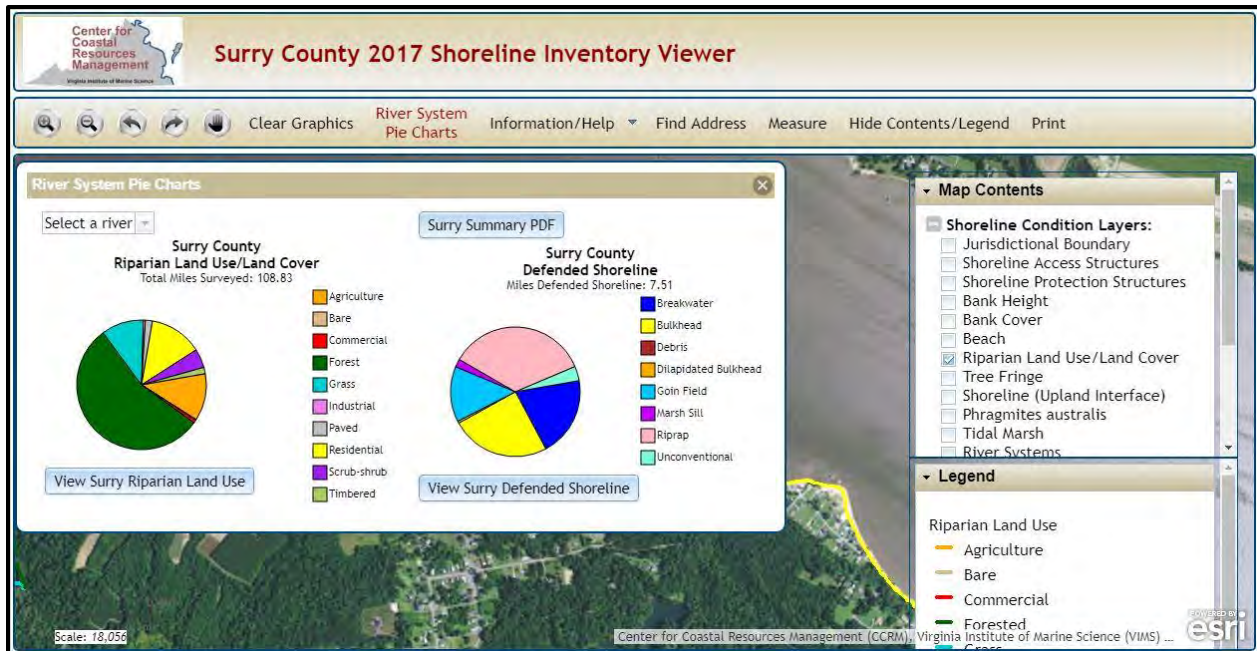 Center for
Coastal
Resources
Management
Virginia Institute of Marine Science
Surry County 2017 Shoreline Inventory Viewer
Clear Graphics
River System
Pie Charts
Information/Help
Find Address
Measure
Hide Contents/Legend
Print
River System Pie Charts
Select a river
Surry Summary PDF
Surry County
Riparian Land Use/Land Cover
Total Miles Surveyed: 108.83
Agriculture
Bare
Commercial
Forest
Grass
Industrial
Paved
Residential
Scrub-shrub
Timbered
View Surry Riparian Land Use
Surry County
Defended Shoreline
Miles Defended Shoreline: 7.51
Breakwater
Bulkhead
Debris
Dilapidated Bulkhead
Goin Field
Marsh Sill
Riprap
Unconventional
View Surry Defended Shoreline
Map Contents
Shoreline Condition Layers:
Jurisdictional Boundary
Shoreline Access Structures
Shoreline Protection Structures
Bank Height
Bank Cover
Beach
Riparian Land Use/Land Cover
Tree Fringe
Shoreline (Upland Interface)
Phragmites australis
Tidal Marsh
River Systems
Legend
Riparian Land Use
Agriculture
Bare
Commercial
Forested
Grass
Scale: 18,056
Center for Coastal Resources Management (CCRM), Virginia Institute of Marine Science (VIMS) ...
POWERED BY
esri